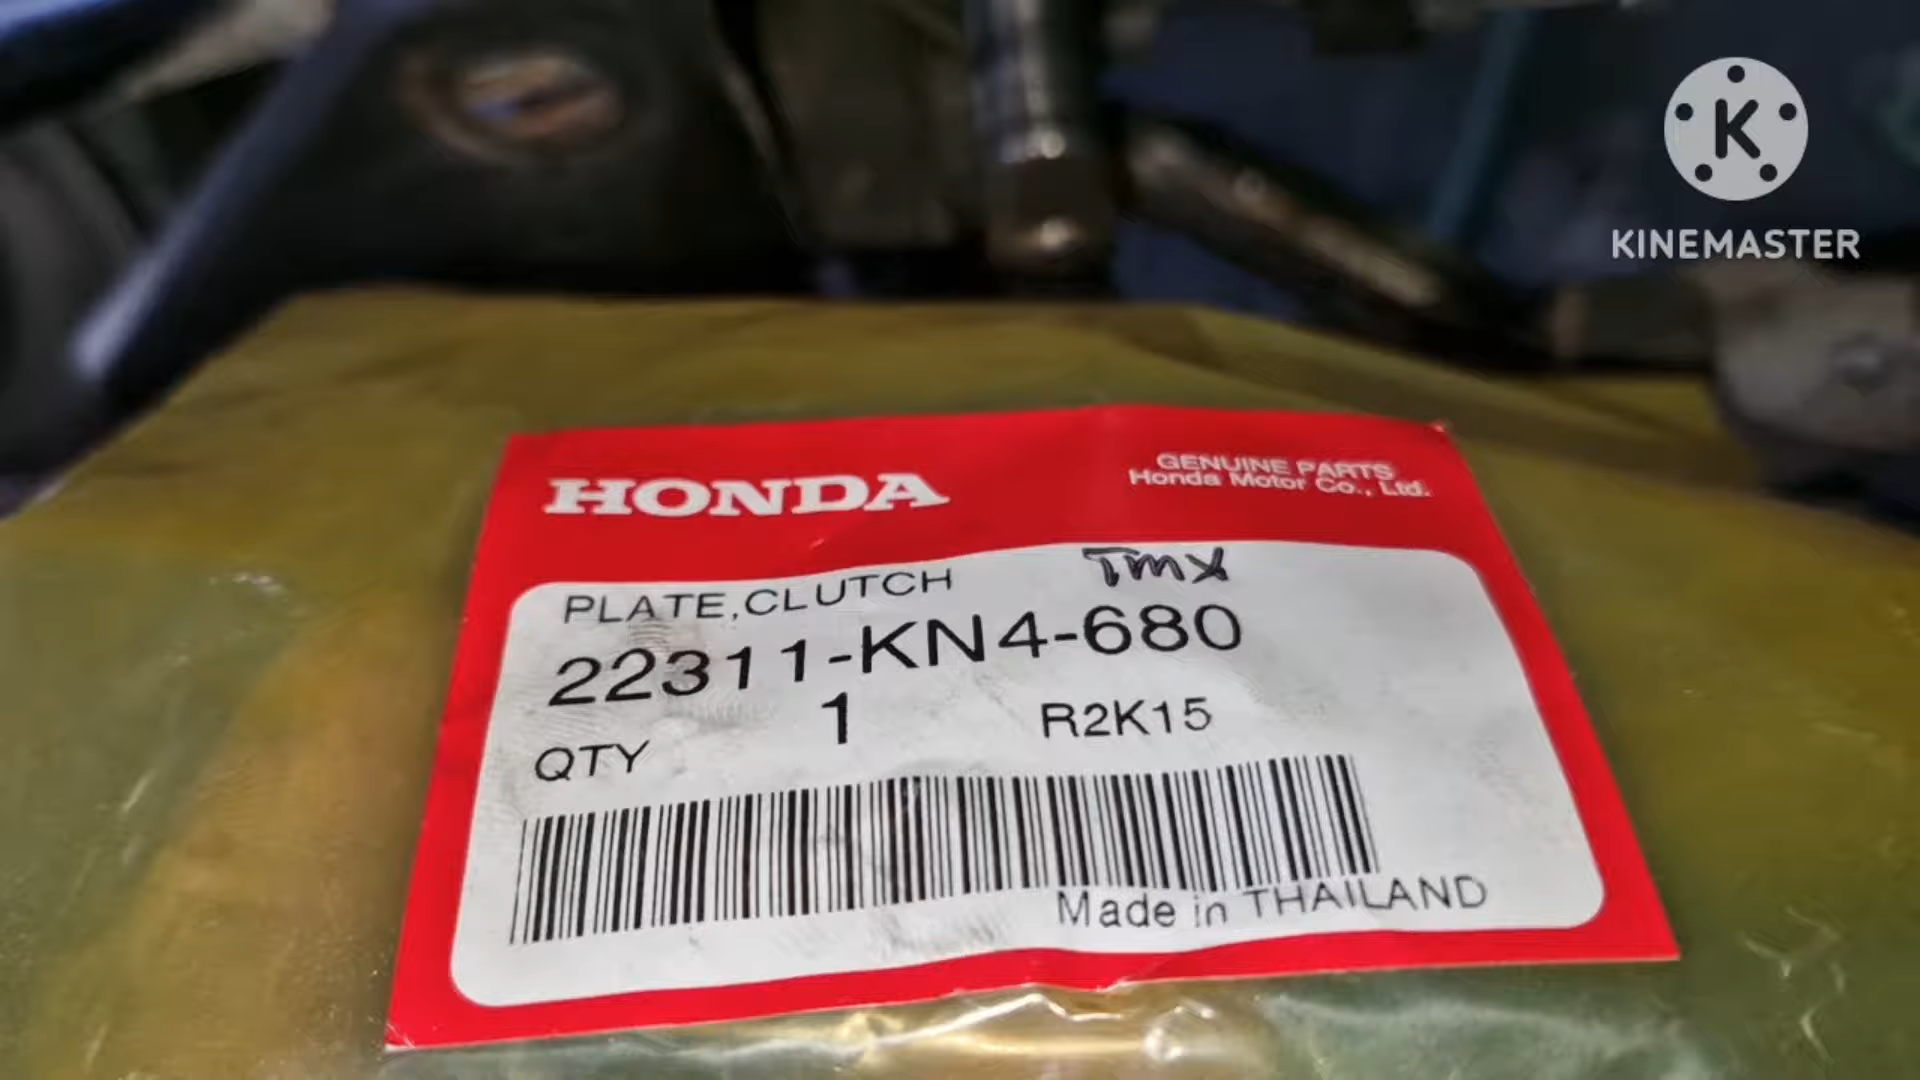 K
KINEMASTER
HONDA
GENUINE PARTS
Honda Motor Co., Ltd.
PLATE,CLUTCH TMX
22311-KN4-680
QTY 1 R2K15
Made in THAILAND